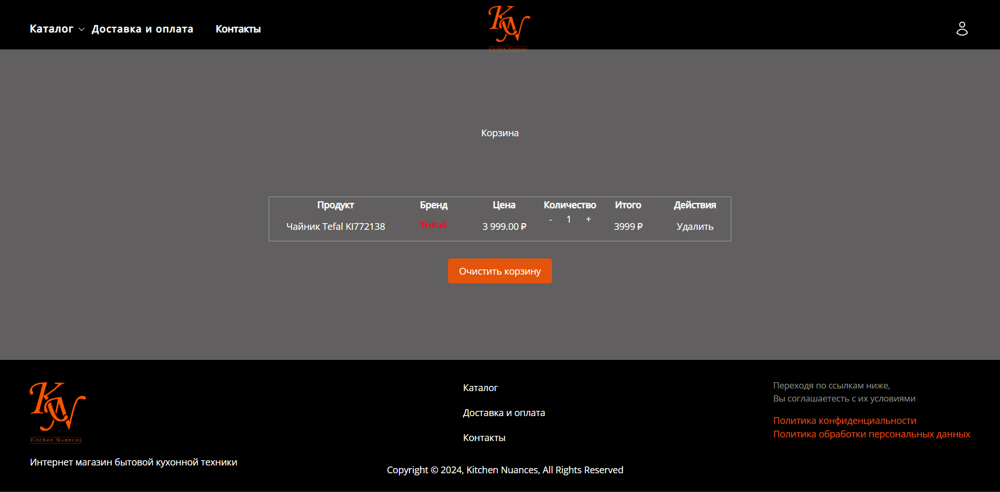 Каталог Доставка и оплата Контакты
KN
Kitchen Nuances
Корзина
Продукт Бренд Цена Количество Итого Действия
Чайник Tefal KI772138 Tefal 3 999.00 ₽ - 1 + 3999 ₽ Удалить
Очистить корзину
KN
Kitchen Nuances
Интернет магазин бытовой кухонной техники
Каталог
Доставка и оплата
Контакты
Copyright © 2024, Kitchen Nuances, All Rights Reserved
Переходя по ссылкам ниже,
Вы соглашаетесть с их условиями
Политика конфиденциальности
Политика обработки персональных данных